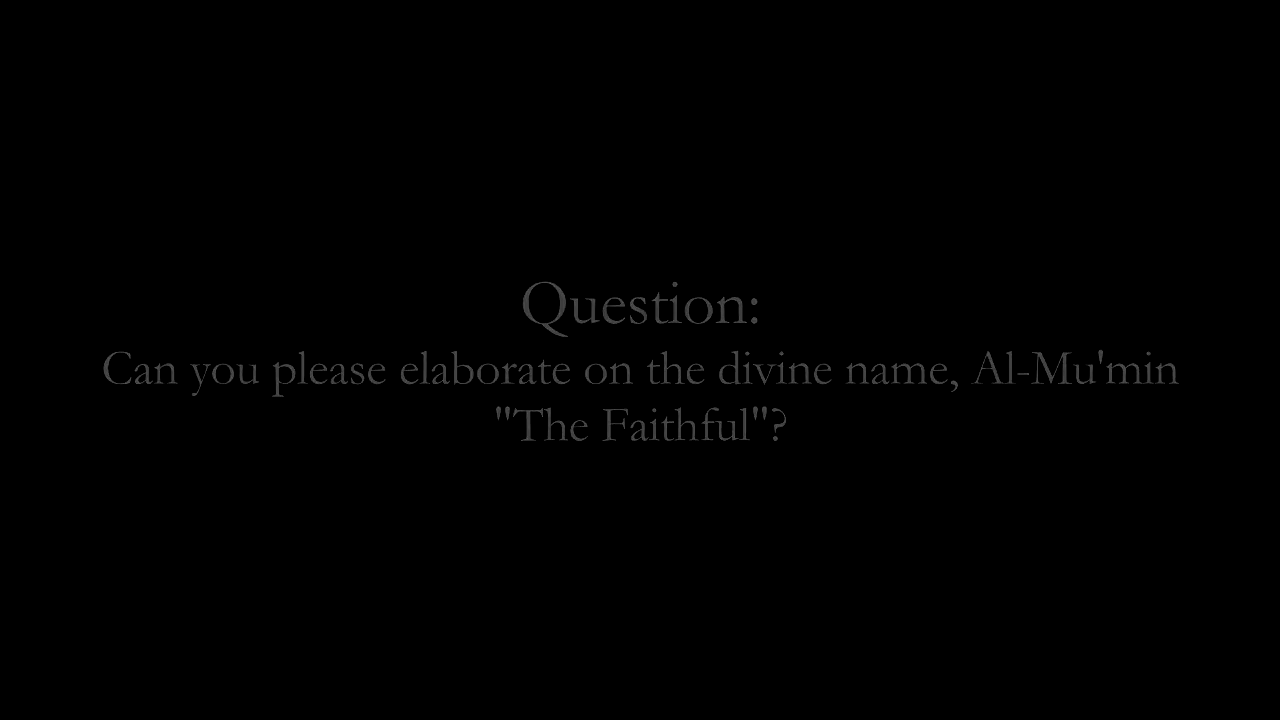 Question:
Can you please elaborate on the divine name, Al-Mu'min
"The Faithful"?